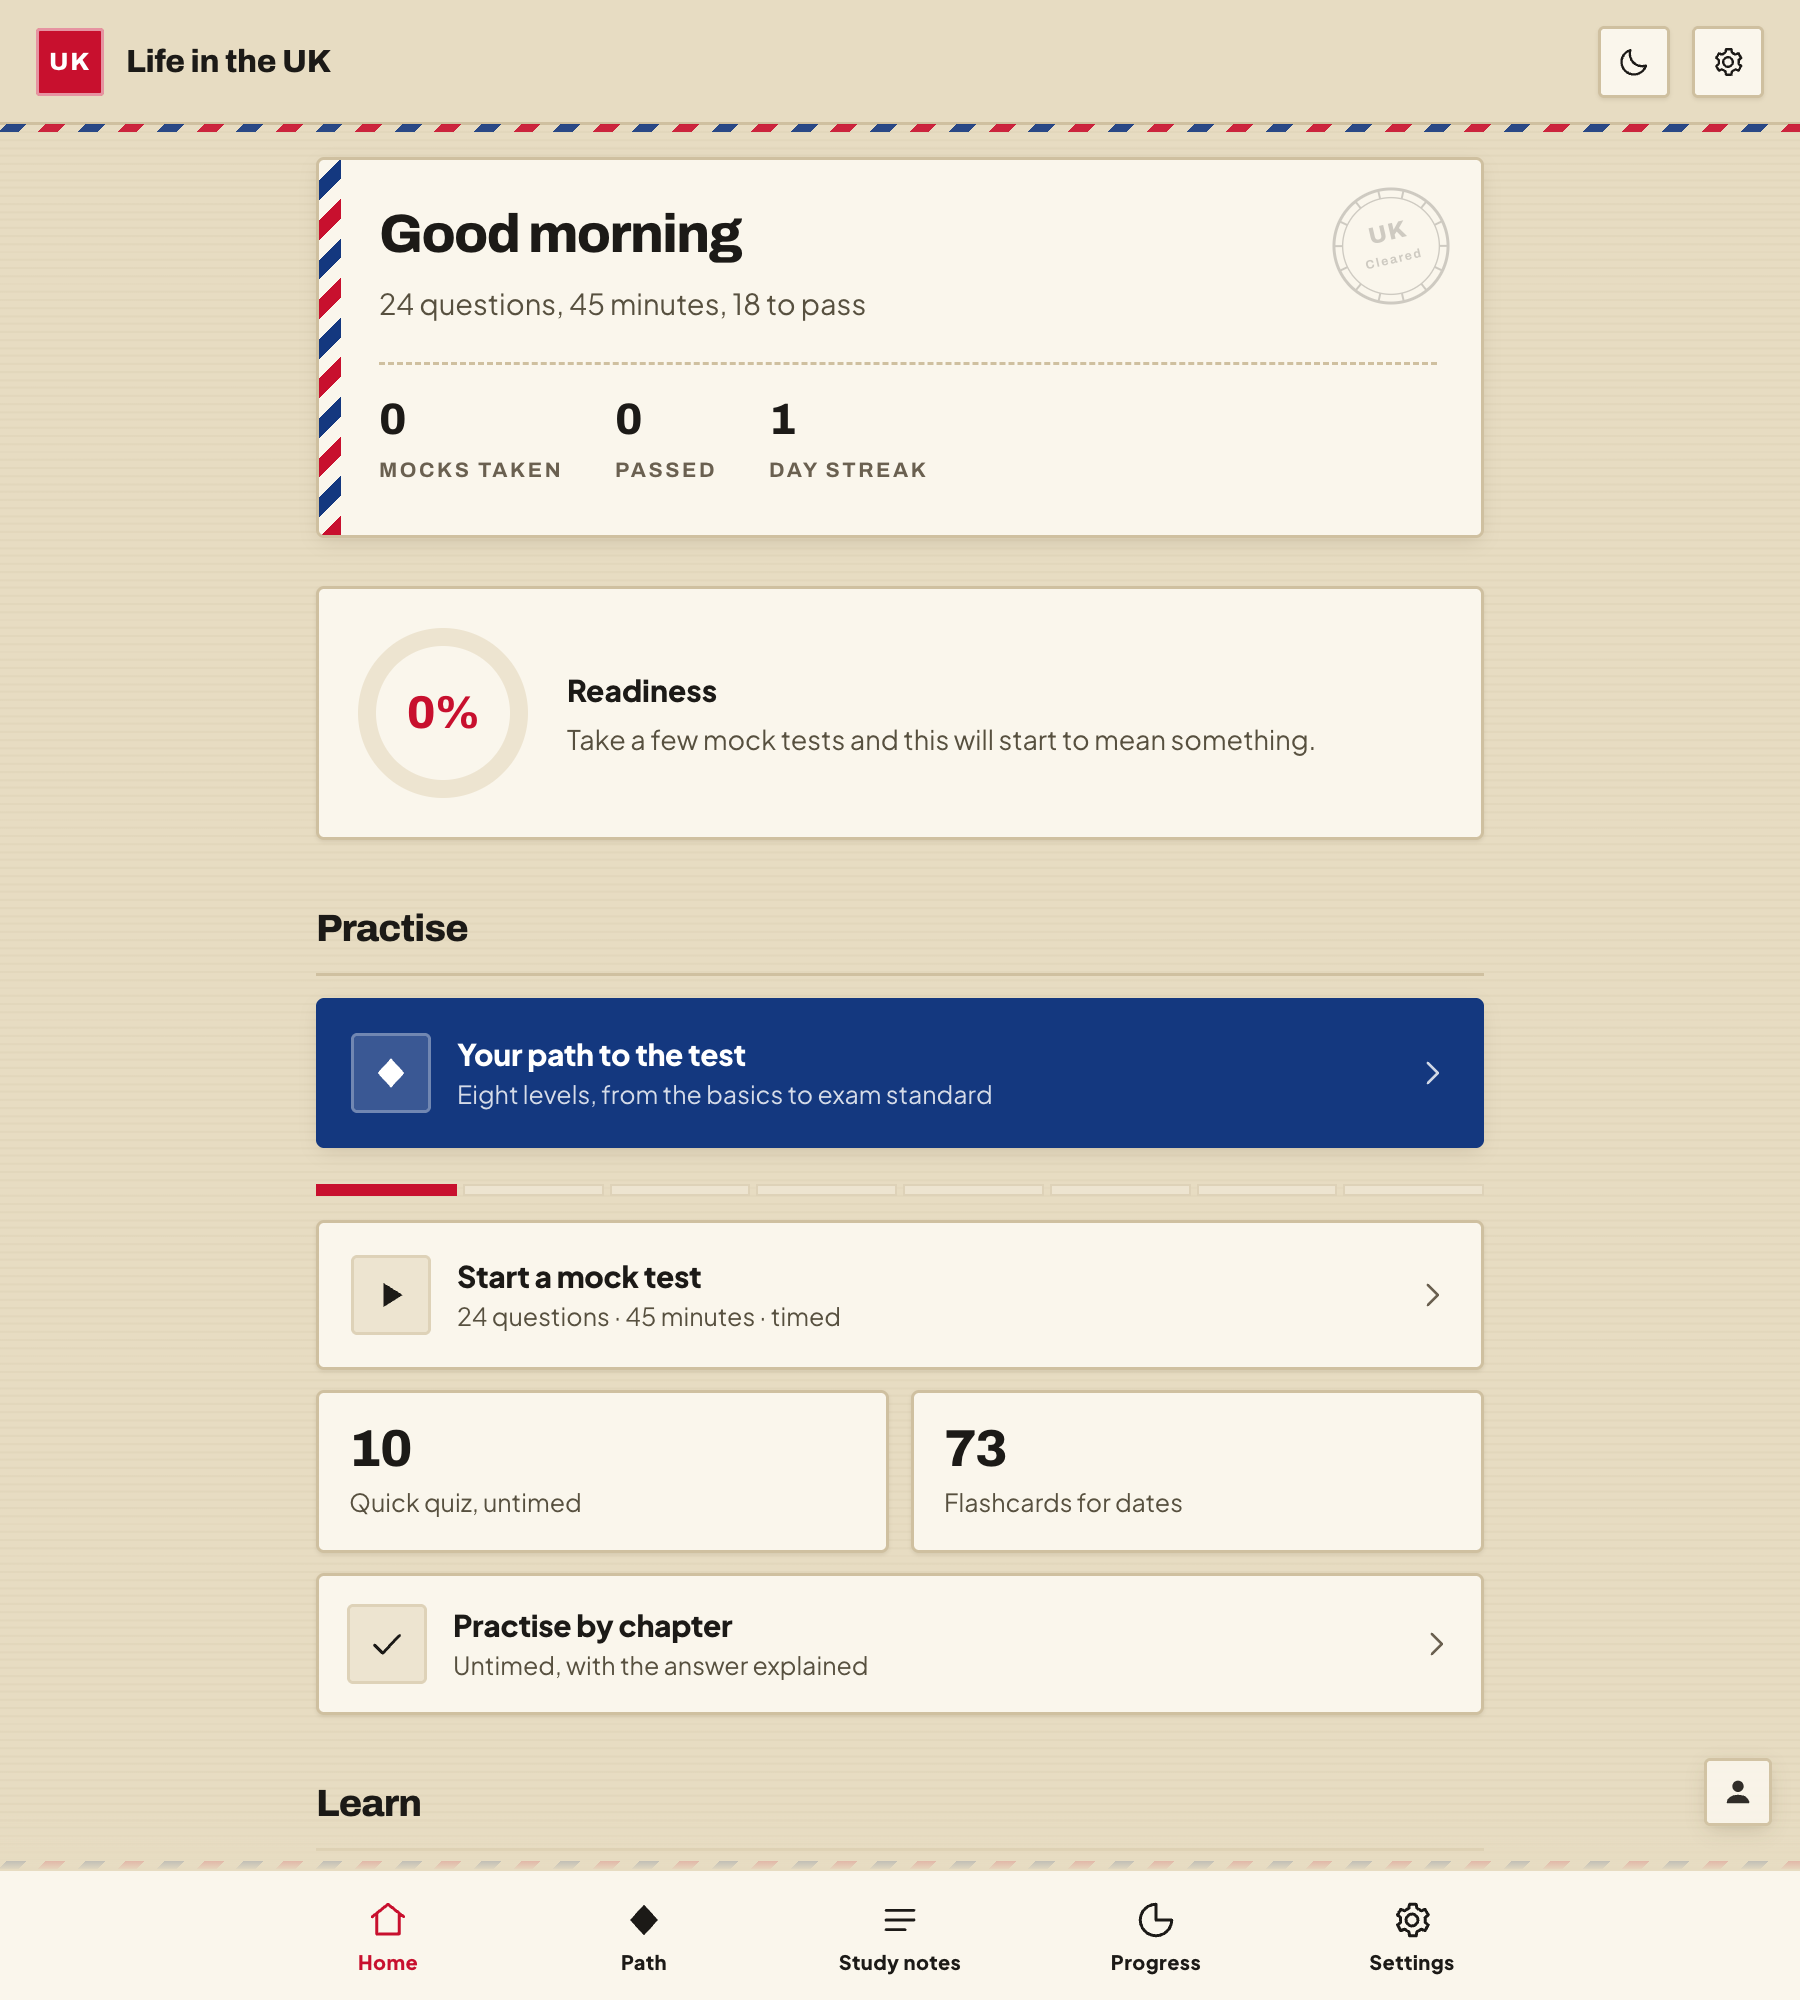 UK
Life in the UK
Good morning
UK
Cleared
24 questions, 45 minutes, 18 to pass
0
MOCKS TAKEN
0
PASSED
1
DAY STREAK
0%
Readiness
Take a few mock tests and this will start to mean something.
Practise
Your path to the test
Eight levels, from the basics to exam standard
Start a mock test
24 questions · 45 minutes · timed
10
Quick quiz, untimed
73
Flashcards for dates
Practise by chapter
Untimed, with the answer explained
Learn
Home
Path
Study notes
Progress
Settings